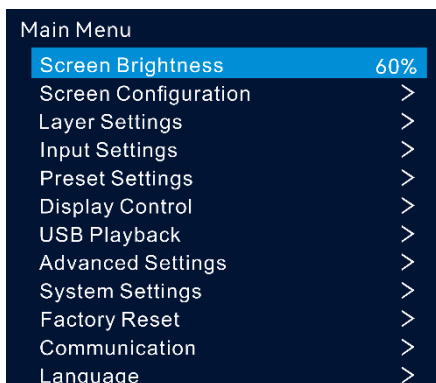 Main Menu
Screen Brightness 60%
Screen Configuration >
Layer Settings >
Input Settings >
Preset Settings >
Display Control >
USB Playback >
Advanced Settings >
System Settings >
Factory Reset >
Communication >
Language >